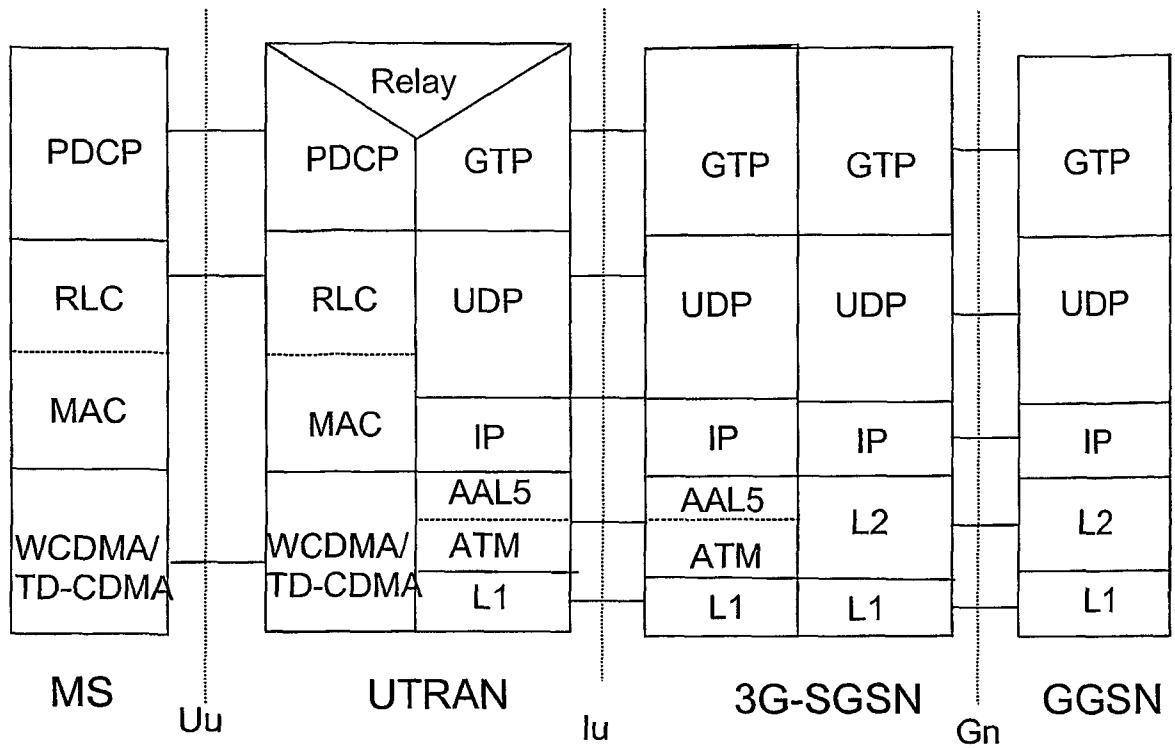 Relay
PDCP
PDCP
GTP
GTP
GTP
GTP
RLC
RLC
UDP
UDP
UDP
UDP
MAC
MAC
IP
IP
IP
IP
AAL5
AAL5
L2
L2
WCDMA/
TD-CDMA
WCDMA/
TD-CDMA
ATM
ATM
L1
L1
L1
L1
MS
UTRAN
3G-SGSN
GGSN
Uu
Iu
Gn